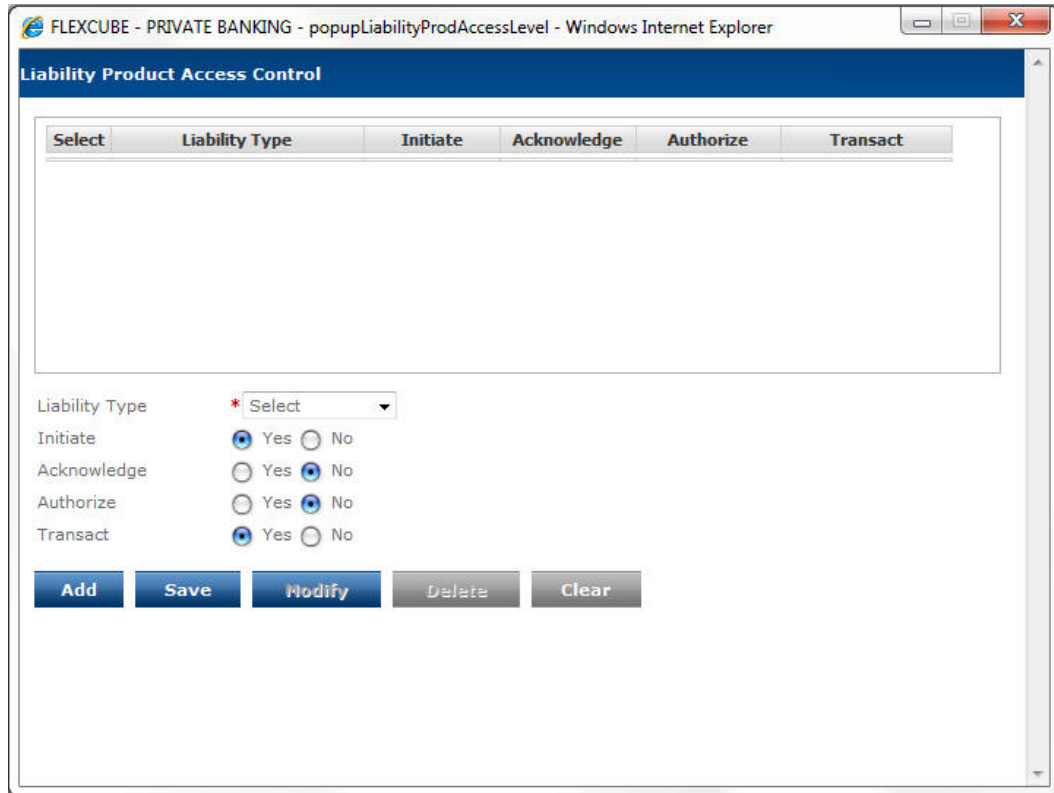 FLEXCUBE - PRIVATE BANKING - popupLiabilityProdAccessLevel - Windows Internet Explorer
Liability Product Access Control
Select Liability Type Initiate Acknowledge Authorize Transact
Liability Type * Select
Initiate Yes No
Acknowledge Yes No
Authorize Yes No
Transact Yes No
Add Save Modify Delete Clear